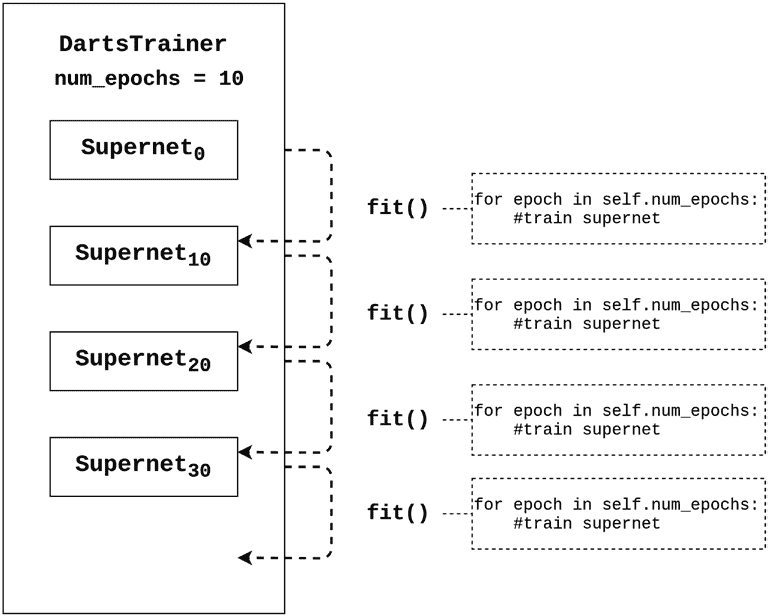 DartsTrainer
num_epochs = 10
Supernet0
fit()
for epoch in self.num_epochs:
#train supernet
Supernet10
fit()
for epoch in self.num_epochs:
#train supernet
Supernet20
fit()
for epoch in self.num_epochs:
#train supernet
Supernet30
fit()
for epoch in self.num_epochs:
#train supernet